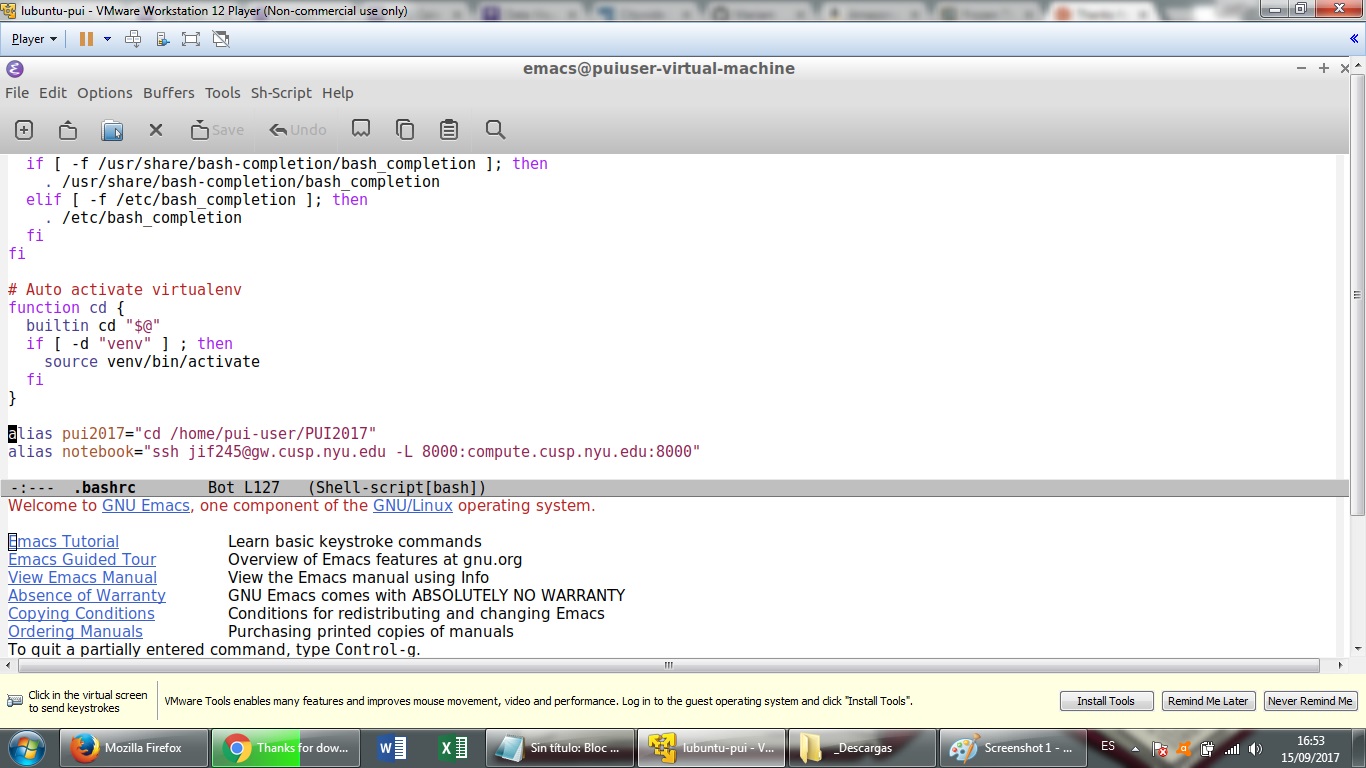 lubuntu-pui - VMware Workstation 12 Player (Non-commercial use only)
Player
emacs@puiuser-virtual-machine
File Edit Options Buffers Tools Sh-Script Help
Save Undo
  if [ -f /usr/share/bash-completion/bash_completion ]; then
    . /usr/share/bash-completion/bash_completion
  elif [ -f /etc/bash_completion ]; then
    . /etc/bash_completion
  fi
fi
# Auto activate virtualenv
function cd {
  builtin cd "$@"
  if [ -d "venv" ] ; then
    source venv/bin/activate
  fi
}
alias pui2017="cd /home/pui-user/PUI2017"
alias notebook="ssh jif245@gw.cusp.nyu.edu -L 8000:compute.cusp.nyu.edu:8000"
-:--- .bashrc Bot L127 (Shell-script[bash])
Welcome to GNU Emacs, one component of the GNU/Linux operating system.
Emacs Tutorial Learn basic keystroke commands
Emacs Guided Tour Overview of Emacs features at gnu.org
View Emacs Manual View the Emacs manual using Info
Absence of Warranty GNU Emacs comes with ABSOLUTELY NO WARRANTY
Copying Conditions Conditions for redistributing and changing Emacs
Ordering Manuals Purchasing printed copies of manuals
To quit a partially entered command, type Control-g.
Click in the virtual screen
to send keystrokes
VMware Tools enables many features and improves mouse movement, video and performance. Log in to the guest operating system and click "Install Tools".
Install Tools Remind Me Later Never Remind Me
Mozilla Firefox Thanks for dow... Sin título: Bloc ... lubuntu-pui - V... _Descargas Screenshot 1 - ... ES 16:53
15/09/2017